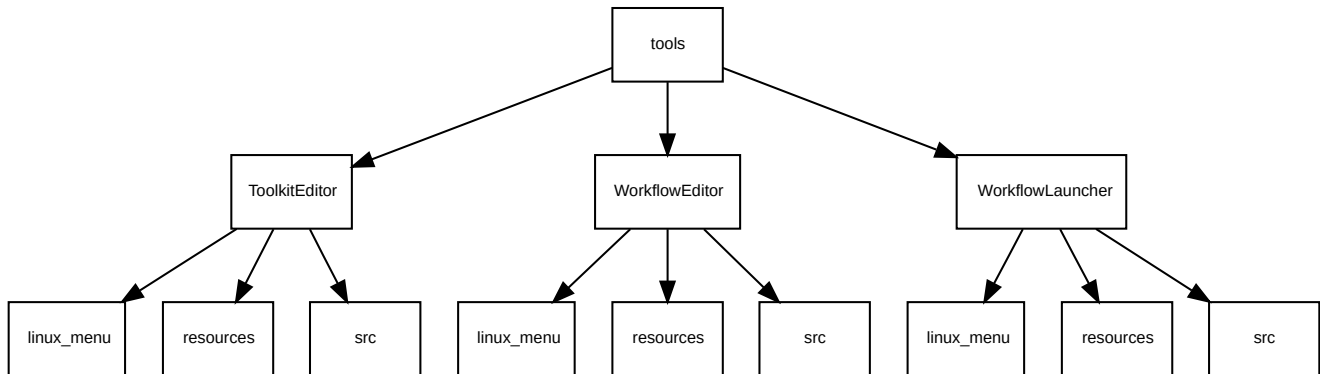 tools
ToolkitEditor
WorkflowEditor
WorkflowLauncher
linux_menu
resources
src
linux_menu
resources
src
linux_menu
resources
src